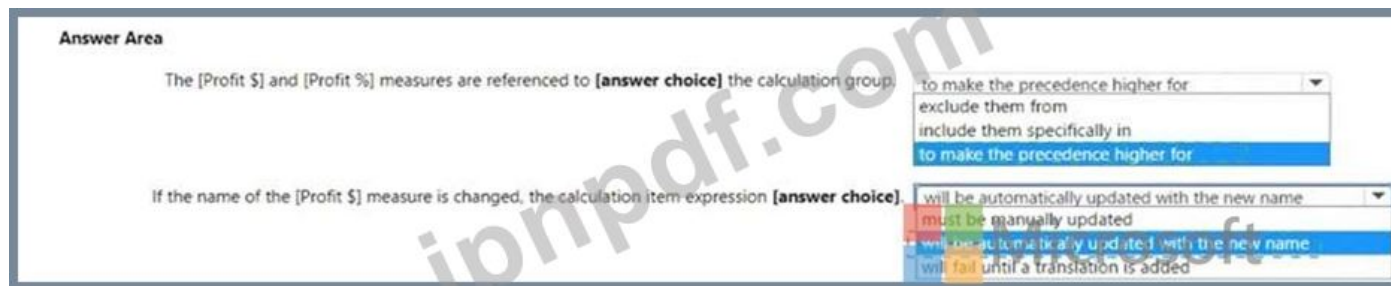 Answer Area
The [Profit $] and [Profit %] measures are referenced to [answer choice] the calculation group.
to make the precedence higher for
exclude them from
include them specifically in
to make the precedence higher for
If the name of the [Profit $] measure is changed, the calculation item expression [answer choice].
will be automatically updated with the new name
must be manually updated
will be automatically updated with the new name
will fail until a translation is added
ipnpdf.com
Microsoft